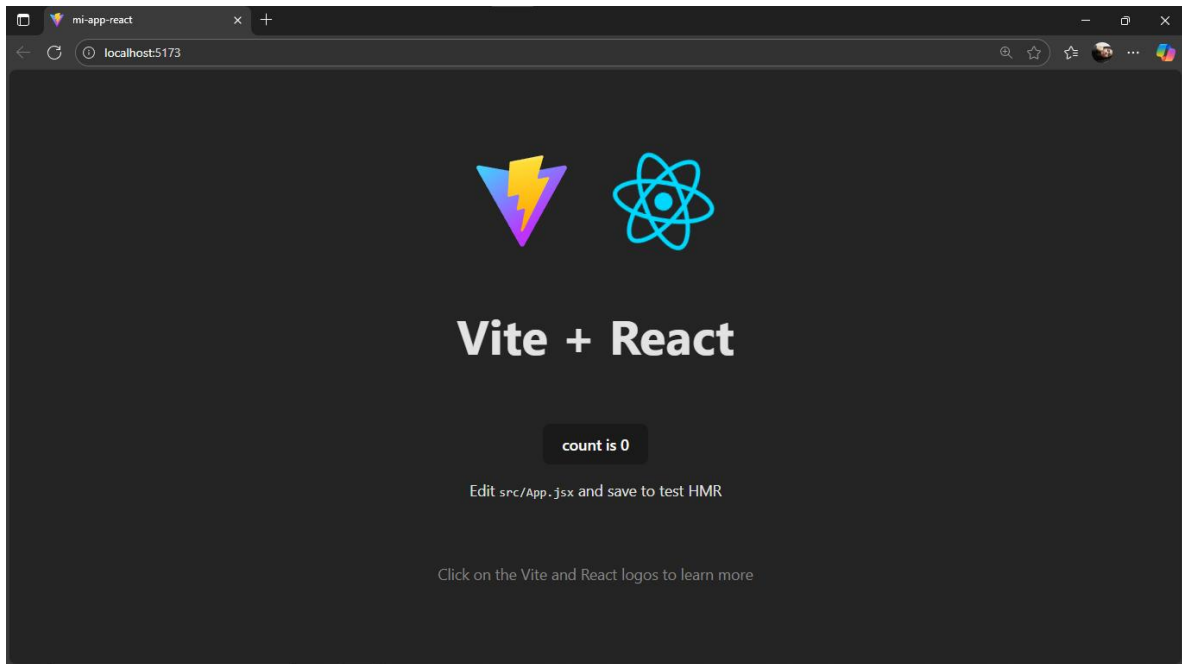 mi-app-react
localhost:5173
Vite + React
count is 0
Edit src/App.jsx and save to test HMR
Click on the Vite and React logos to learn more